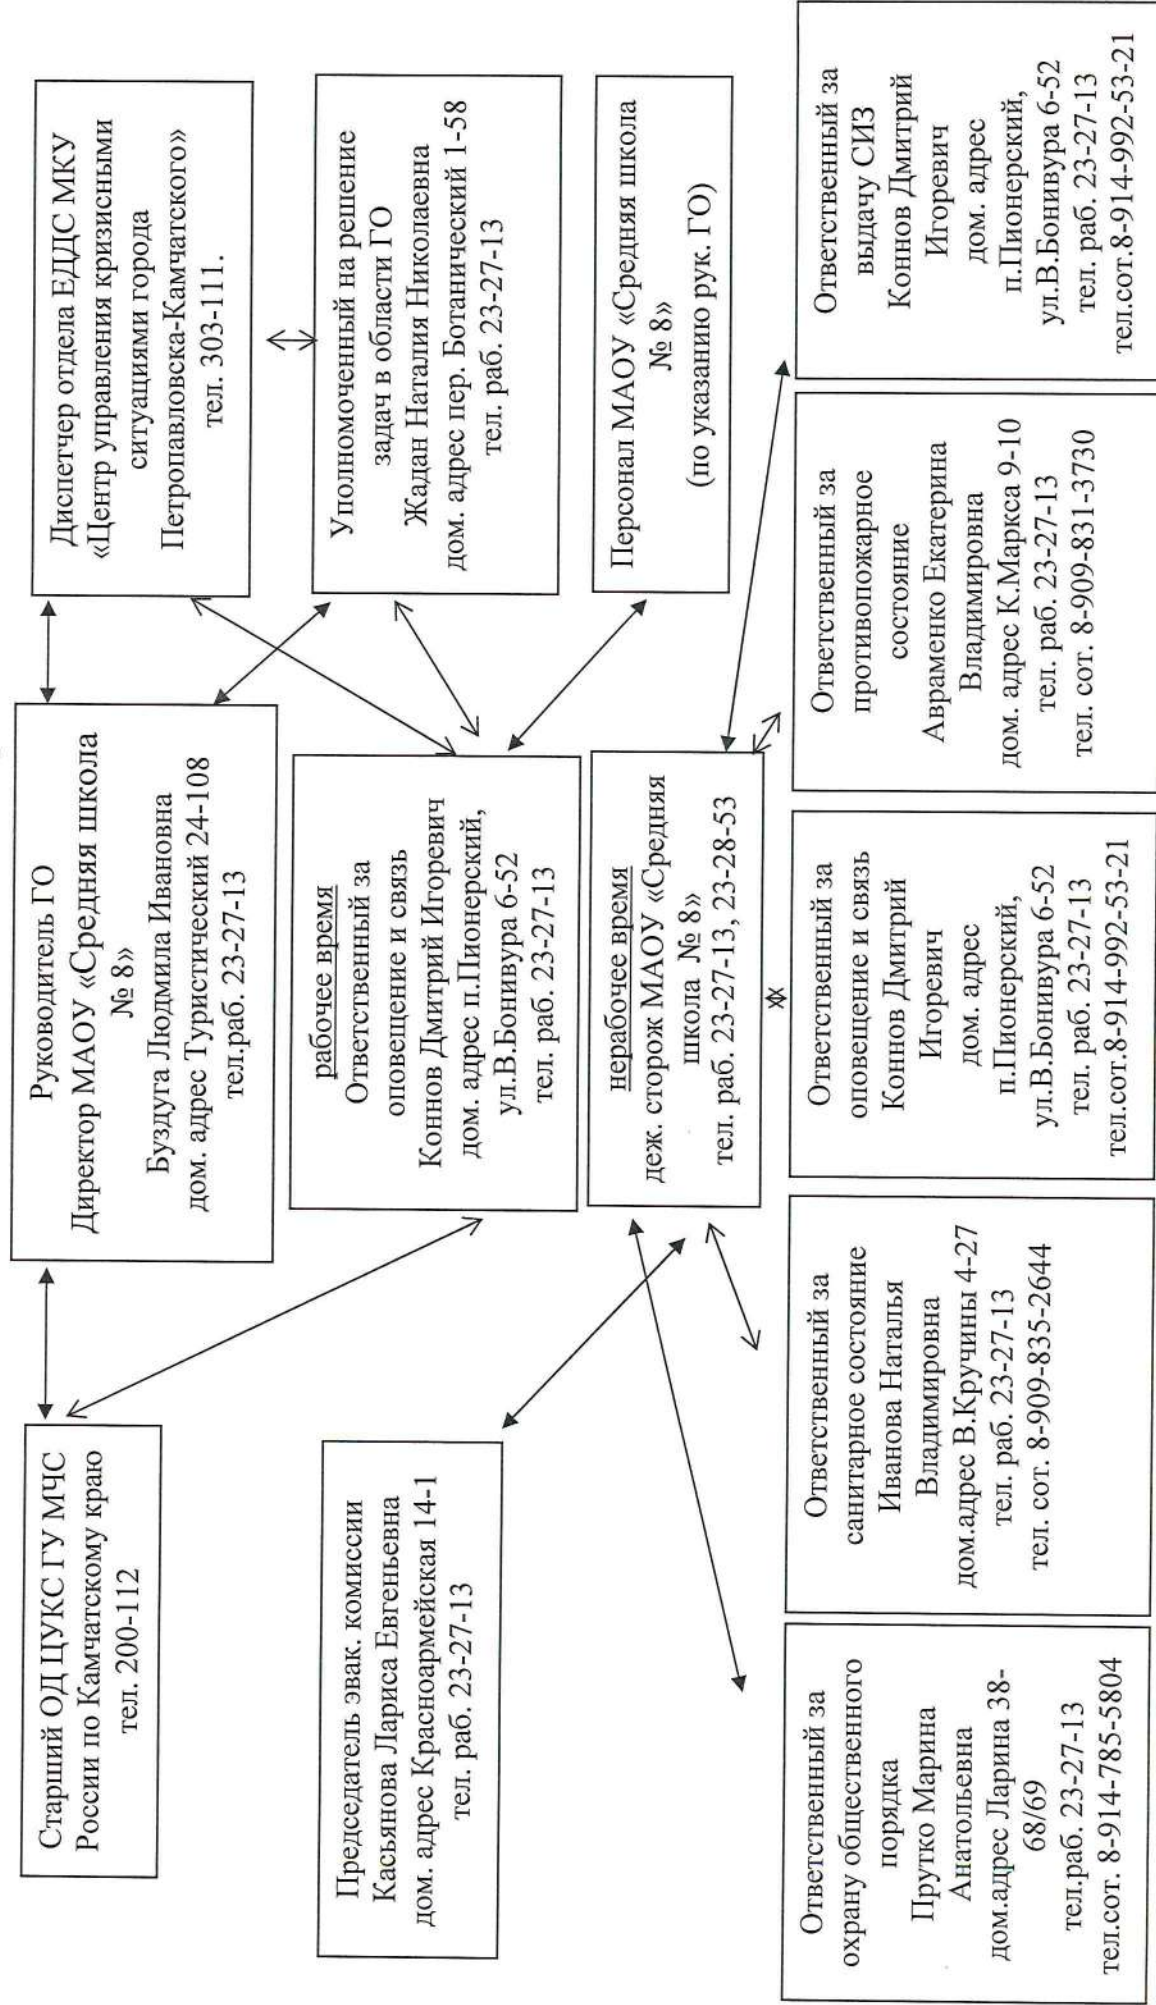 Старший ОД ЦУКС ГУ МЧС
России по Камчатскому краю
тел. 200-112
Руководитель ГО
Директор МАОУ «Средняя школа
№ 8»
Буздуга Людмила Ивановна
дом. адрес Туристический 24-108
тел.раб. 23-27-13
Диспетчер отдела ЕДДС МКУ
«Центр управления кризисными
ситуациями города
Петропавловска-Камчатского»
тел. 303-111.
Председатель эвак. комиссии
Касьянова Лариса Евгеньевна
дом. адрес Красноармейская 14-1
тел. раб. 23-27-13
рабочее время
Ответственный за
оповещение и связь
Коннов Дмитрий Игоревич
дом. адрес п.Пионерский,
ул.В.Бонивура 6-52
тел. раб. 23-27-13
Уполномоченный на решение
задач в области ГО
Жадан Наталия Николаевна
дом. адрес пер. Ботанический 1-58
тел. раб. 23-27-13
нерабочее время
деж. сторож МАОУ «Средняя
школа № 8»
тел. раб. 23-27-13, 23-28-53
Персонал МАОУ «Средняя школа
№ 8»
(по указанию рук. ГО)
Ответственный за
охрану общественного
порядка
Прутко Марина
Анатольевна
дом.адрес Ларина 38-
68/69
тел.раб. 23-27-13
тел.сот. 8-914-785-5804
Ответственный за
санитарное состояние
Иванова Наталья
Владимировна
дом.адрес В.Кручины 4-27
тел. раб. 23-27-13
тел. сот. 8-909-835-2644
Ответственный за
оповещение и связь
Коннов Дмитрий
Игоревич
дом. адрес
п.Пионерский,
ул.В.Бонивура 6-52
тел. раб. 23-27-13
тел.сот.8-914-992-53-21
Ответственный за
противопожарное
состояние
Авраменко Екатерина
Владимировна
дом. адрес К.Маркса 9-10
тел. раб. 23-27-13
тел. сот. 8-909-831-3730
Ответственный за
выдачу СИЗ
Коннов Дмитрий
Игоревич
дом. адрес
п.Пионерский,
ул.В.Бонивура 6-52
тел. раб. 23-27-13
тел.сот.8-914-992-53-21